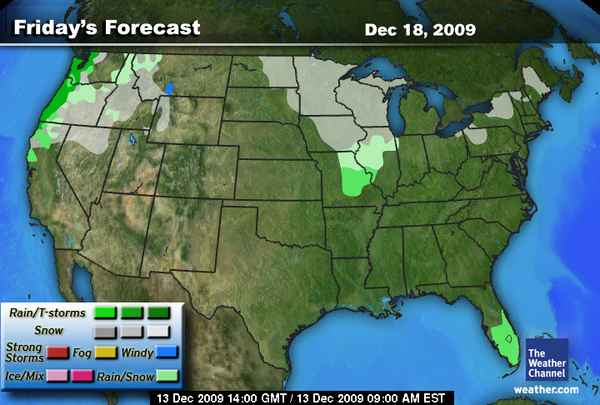 Friday's Forecast
Dec 18, 2009
Rain/T-storms
Snow
Strong Storms
Fog
Windy
Ice/Mix
Rain/Snow
The
Weather
Channel
weather.com
13 Dec 2009 14:00 GMT / 13 Dec 2009 09:00 AM EST